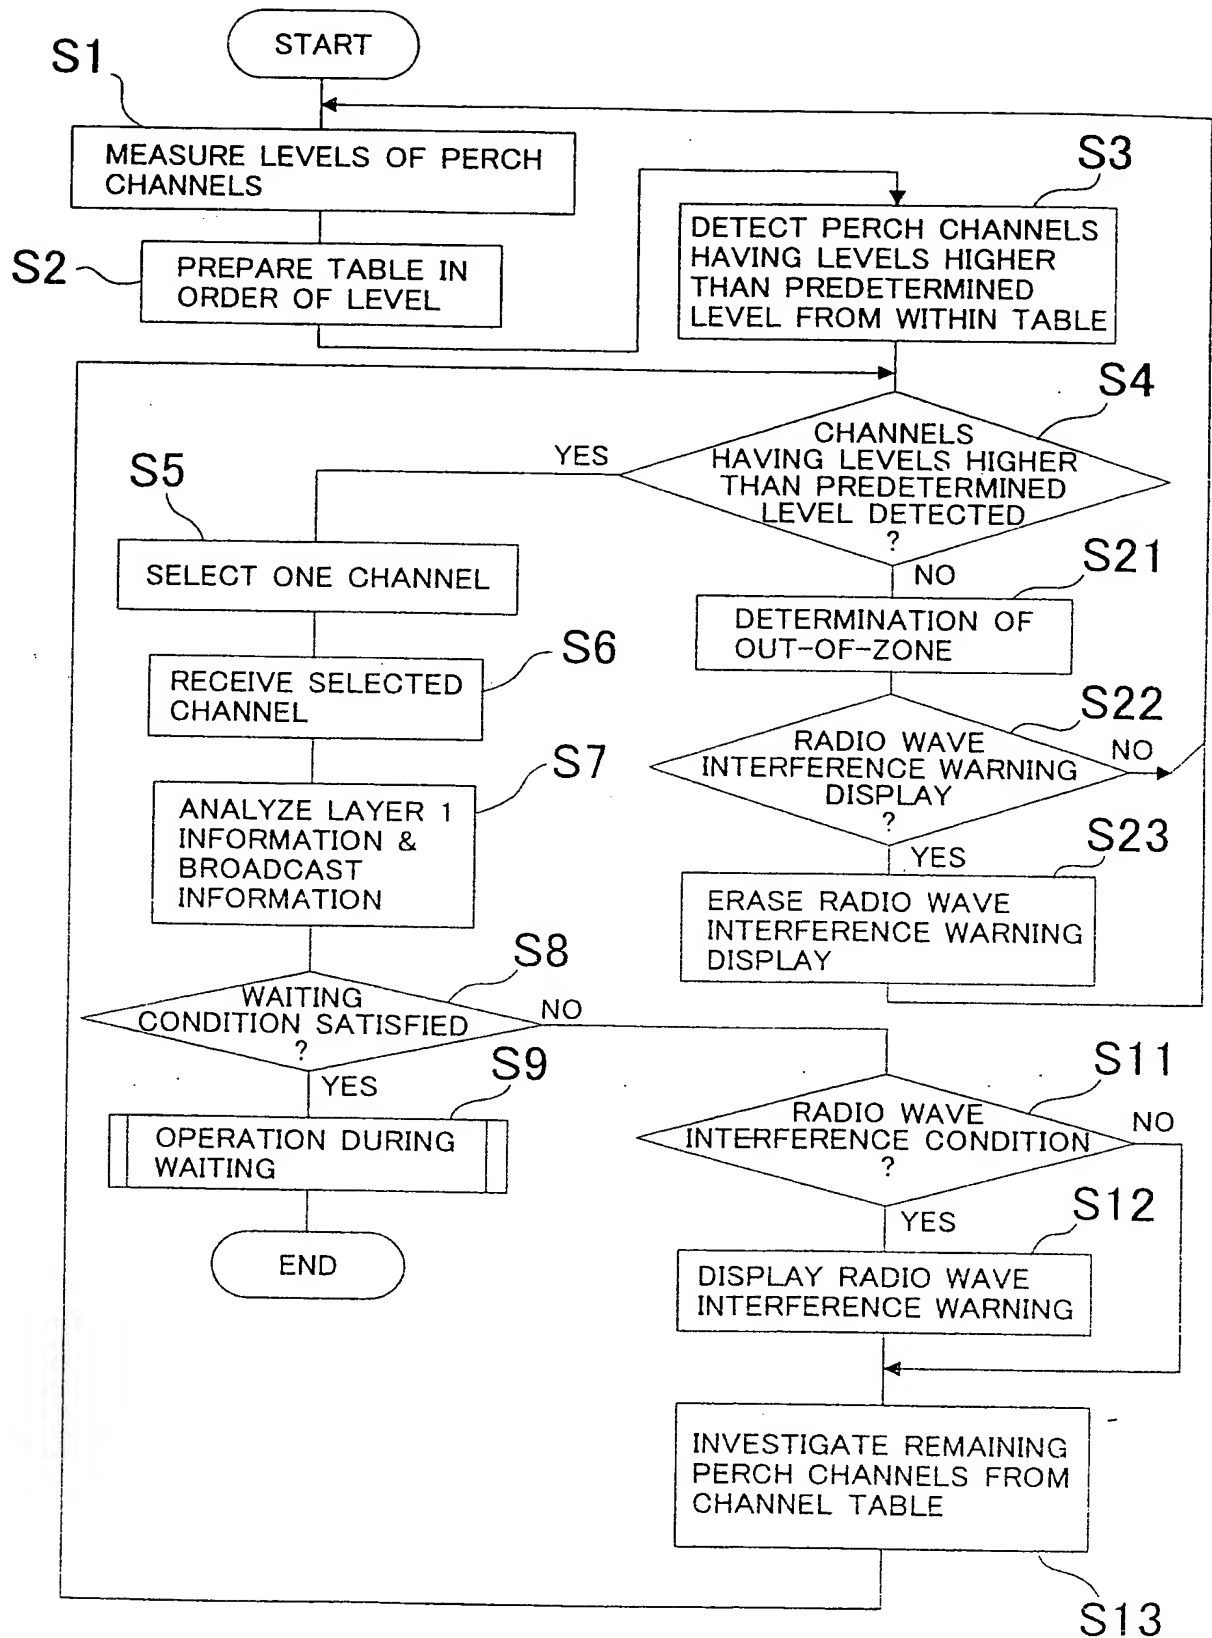 START
S1
MEASURE LEVELS OF PERCH
CHANNELS
S2
PREPARE TABLE IN
ORDER OF LEVEL
S3
DETECT PERCH CHANNELS
HAVING LEVELS HIGHER
THAN PREDETERMINED
LEVEL FROM WITHIN TABLE
S4
CHANNELS
HAVING LEVELS HIGHER
THAN PREDETERMINED
LEVEL DETECTED
?
YES
NO
S5
SELECT ONE CHANNEL
S6
RECEIVE SELECTED
CHANNEL
S7
ANALYZE LAYER 1
INFORMATION &
BROADCAST
INFORMATION
S8
WAITING
CONDITION SATISFIED
?
NO
YES
S9
OPERATION DURING
WAITING
END
S21
DETERMINATION OF
OUT-OF-ZONE
S22
RADIO WAVE
INTERFERENCE WARNING
DISPLAY
?
NO
YES
S23
ERASE RADIO WAVE
INTERFERENCE WARNING
DISPLAY
S11
RADIO WAVE
INTERFERENCE CONDITION
?
NO
YES
S12
DISPLAY RADIO WAVE
INTERFERENCE WARNING
INVESTIGATE REMAINING
PERCH CHANNELS FROM
CHANNEL TABLE
S13